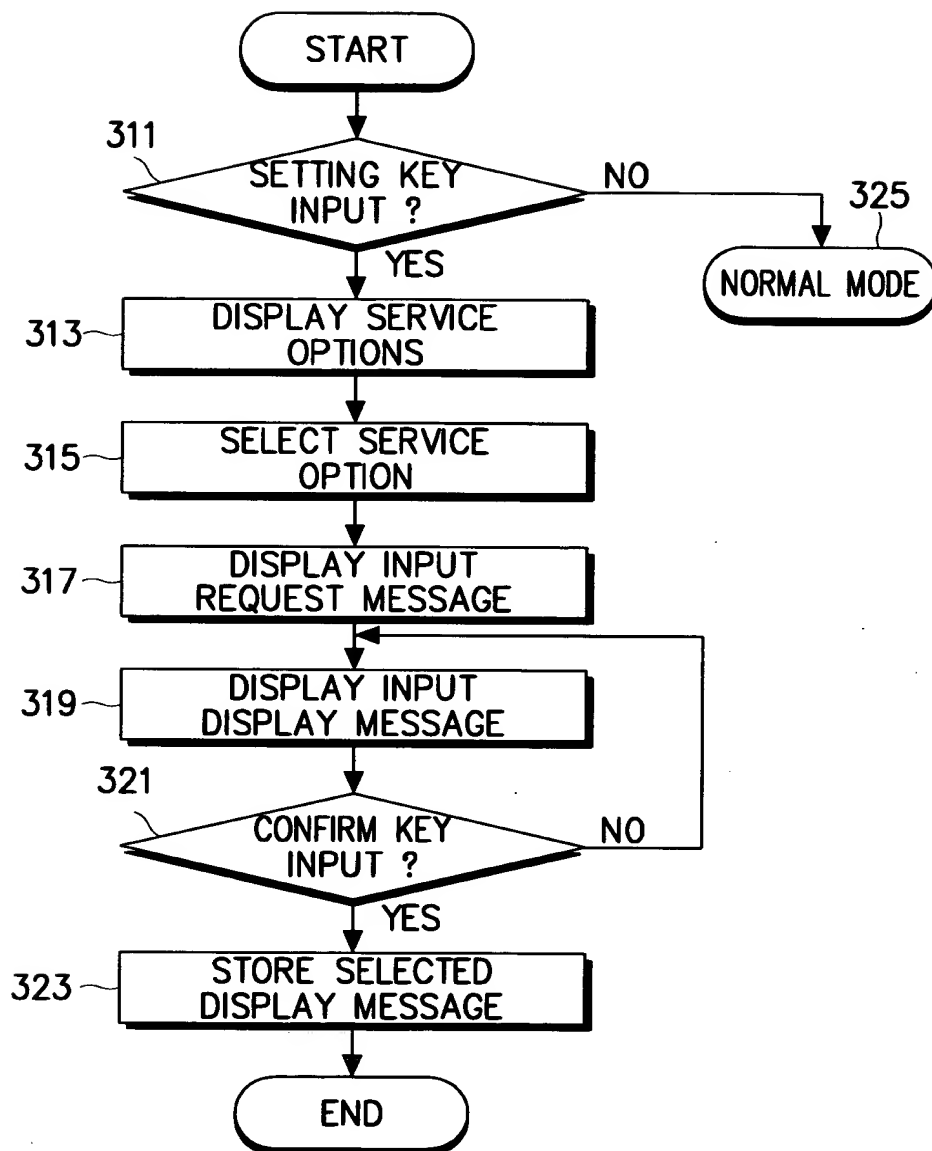 START
311
SETTING KEY
INPUT ?
NO
325
YES
NORMAL MODE
313
DISPLAY SERVICE
OPTIONS
315
SELECT SERVICE
OPTION
317
DISPLAY INPUT
REQUEST MESSAGE
319
DISPLAY INPUT
DISPLAY MESSAGE
321
CONFIRM KEY
INPUT ?
NO
YES
323
STORE SELECTED
DISPLAY MESSAGE
END